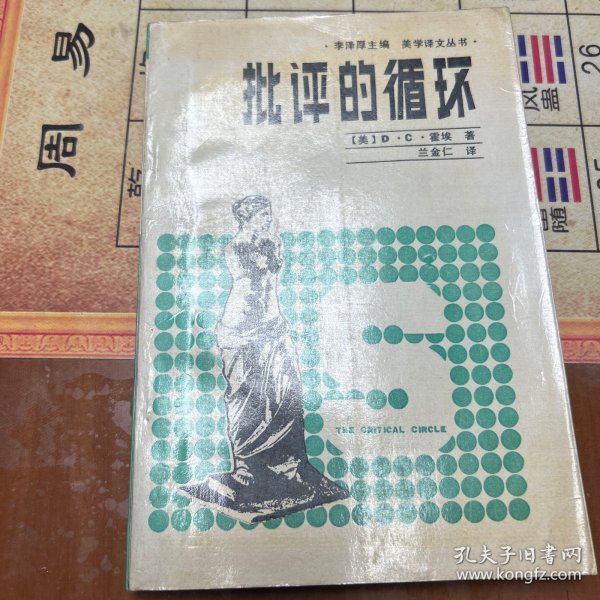 ·李泽厚主编 美学译文丛书·
批评的循环
[美] D·C·霍埃 著
兰金仁 译
THE CRITICAL CIRCLE
周易
风蛊
26
随
孔夫子旧书网
www.kongfz.com